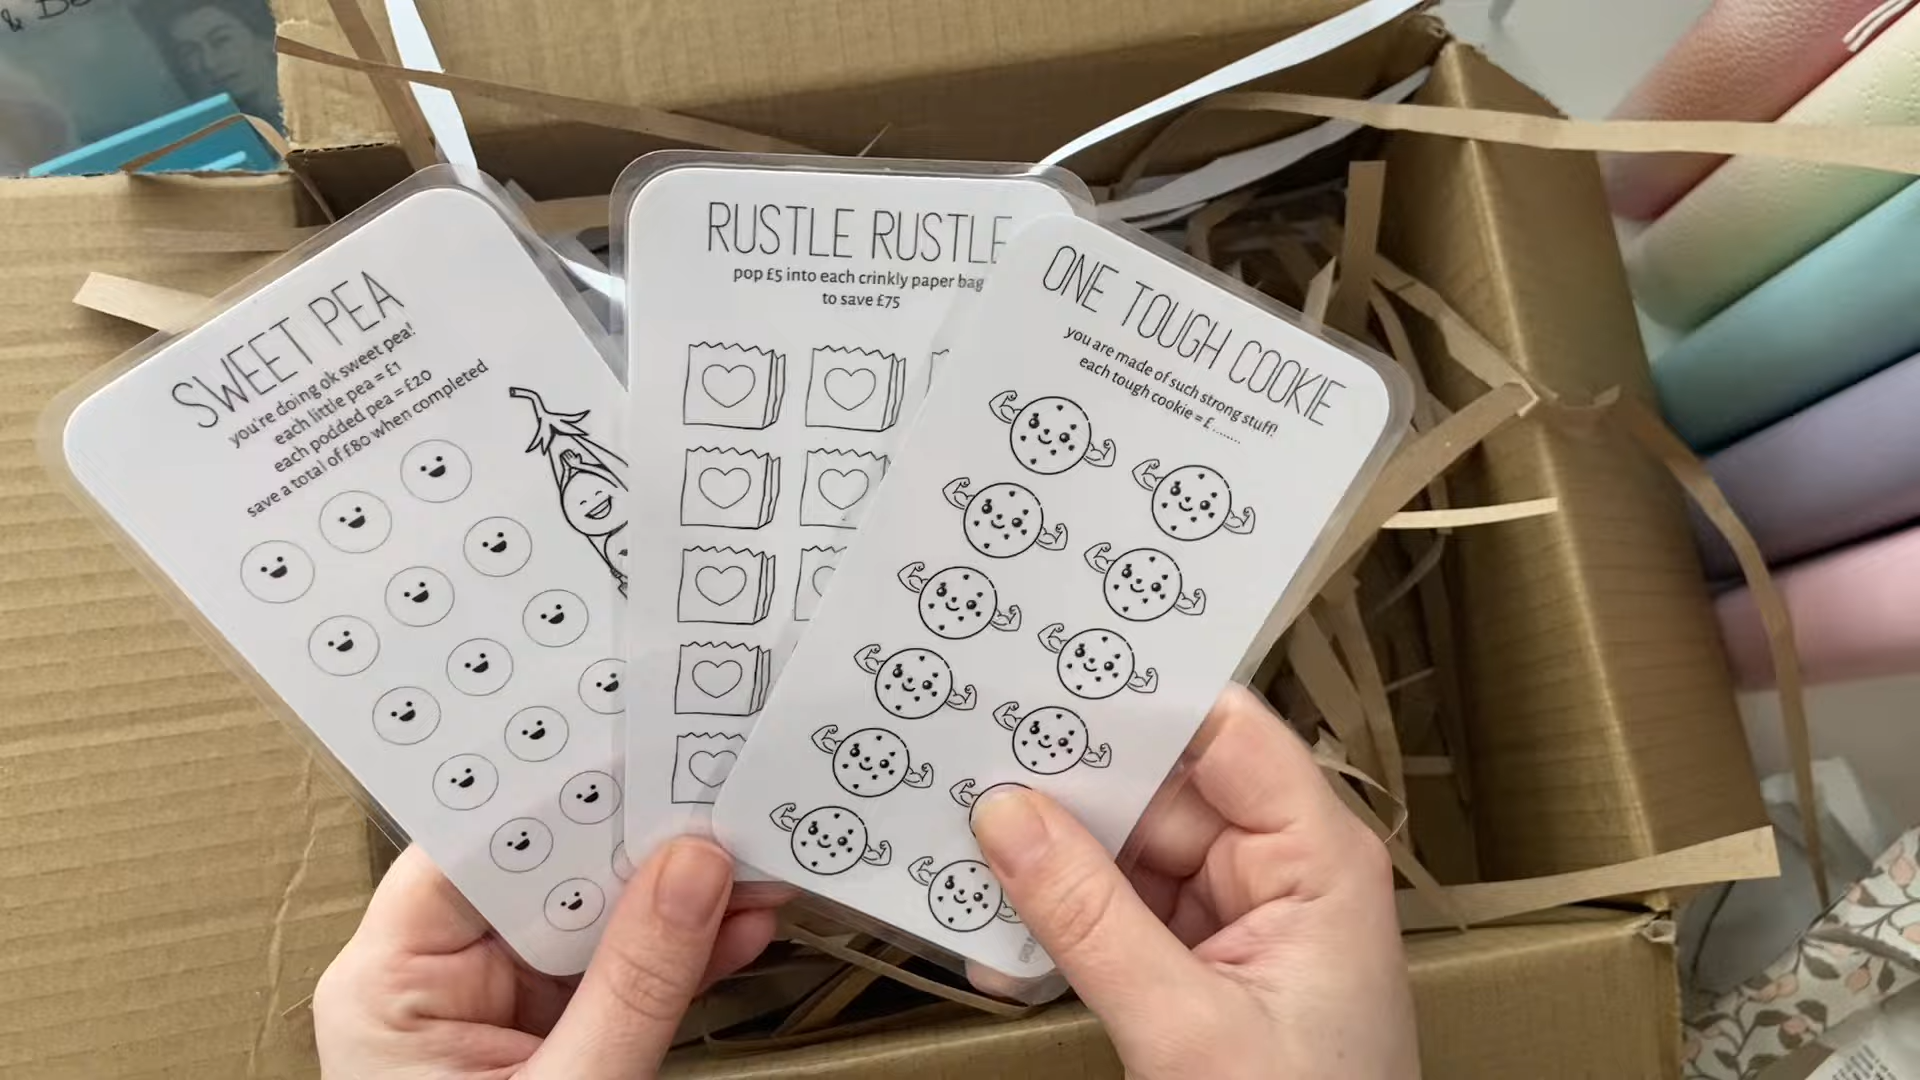 SWEET PEA
you're doing ok sweet pea!
each little pea = £1
each podded pea = £20
save a total of £80 when completed
RUSTLE RUSTLE
pop £5 into each crinkly paper bag
to save £75
ONE TOUGH COOKIE
you are made of such strong stuff!
each tough cookie = £........